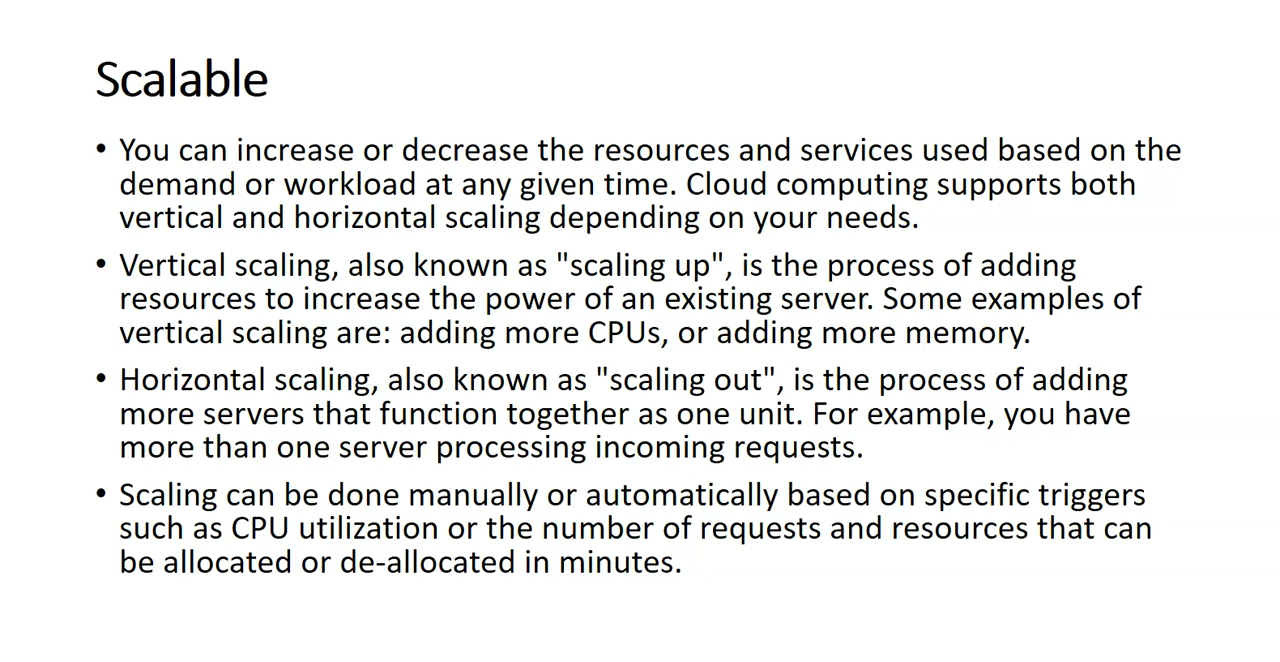 Scalable
• You can increase or decrease the resources and services used based on the
demand or workload at any given time. Cloud computing supports both
vertical and horizontal scaling depending on your needs.
• Vertical scaling, also known as "scaling up", is the process of adding
resources to increase the power of an existing server. Some examples of
vertical scaling are: adding more CPUs, or adding more memory.
• Horizontal scaling, also known as "scaling out", is the process of adding
more servers that function together as one unit. For example, you have
more than one server processing incoming requests.
• Scaling can be done manually or automatically based on specific triggers
such as CPU utilization or the number of requests and resources that can
be allocated or de-allocated in minutes.